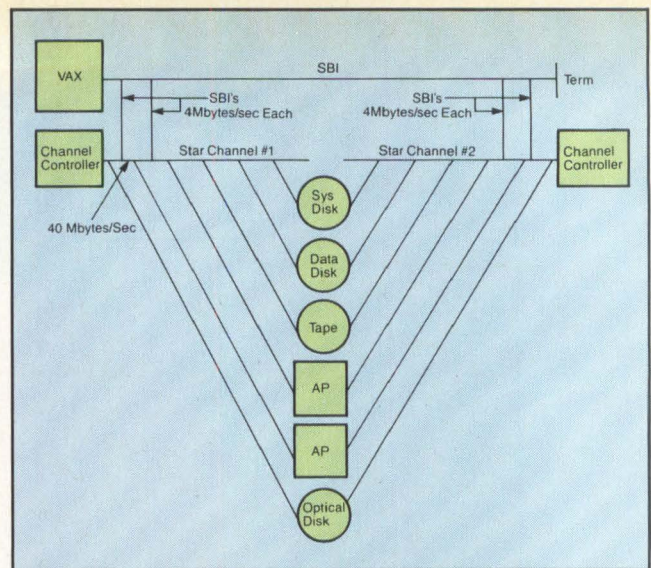 VAX
SBI
Term
SBI's
4Mbytes/sec Each
SBI's
4Mbytes/sec Each
Channel
Controller
Star Channel #1
Star Channel #2
Channel
Controller
40 Mbytes/Sec
Sys
Disk
Data
Disk
Tape
AP
AP
Optical
Disk